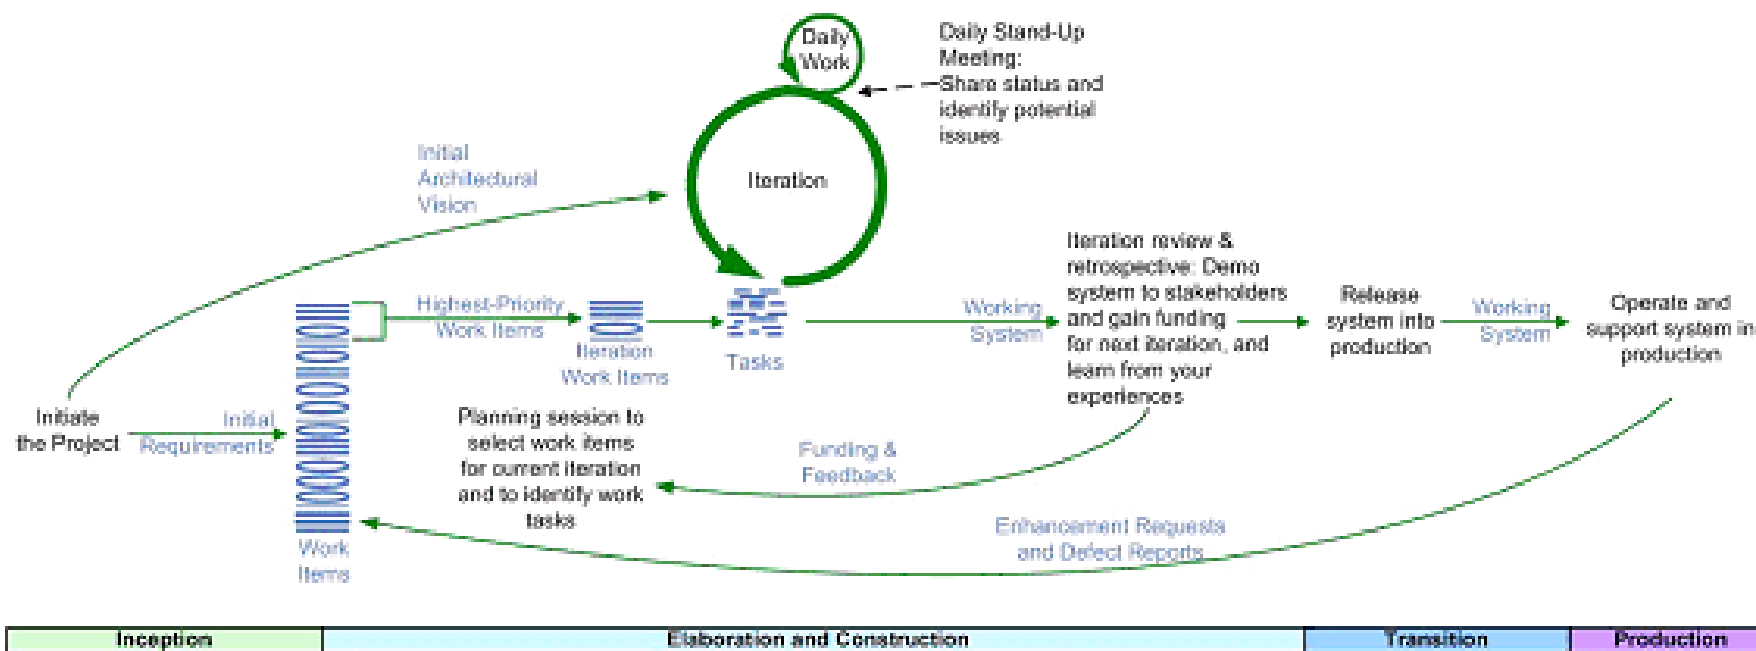 Daily
Work
Daily Stand-Up
Meeting:
Share status and
identify potential
issues
Initial
Architectural
Vision
Iteration
Highest-Priority
Work Items
Iteration
Work Items
Tasks
Working
System
Iteration review &
retrospective: Demo
system to stakeholders
and gain funding
for next iteration, and
learn from your
experiences
Release
system into
production
Working
System
Operate and
support system in
production
Initiate
the Project
Initial
Requirements
Planning session to
select work items
for current iteration
and to identify work
tasks
Funding &
Feedback
Enhancement Requests
and Defect Reports
Work
Items
Inception
Elaboration and Construction
Transition
Production